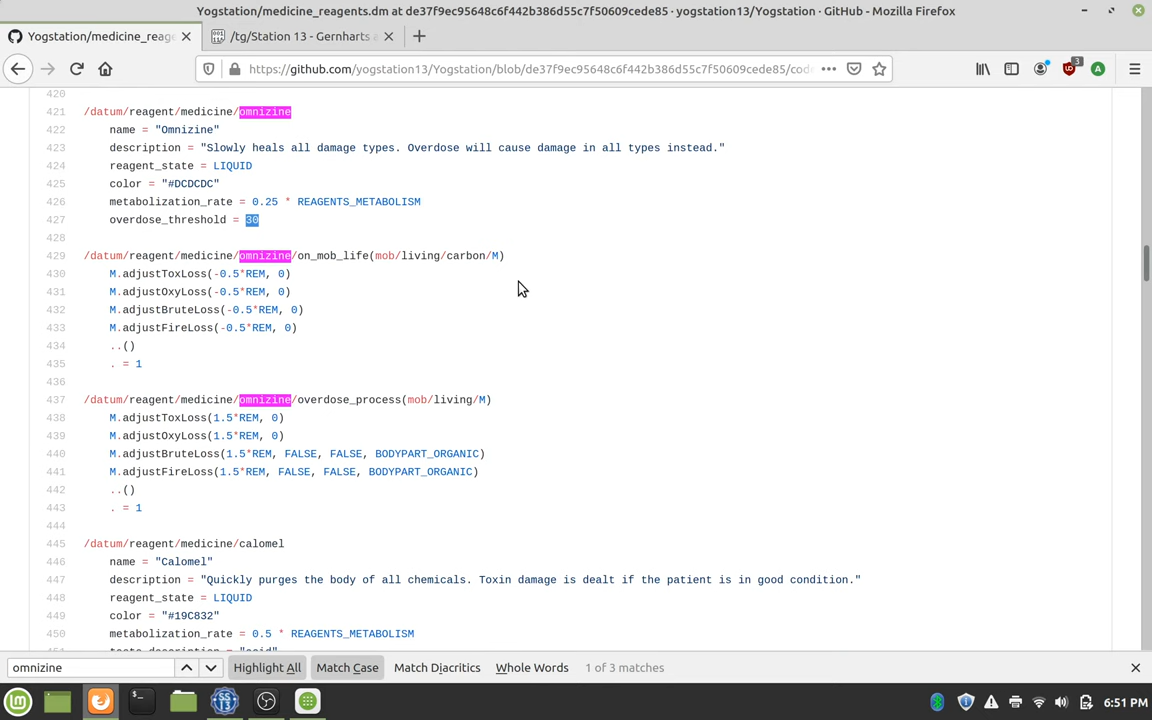 Yogstation/medicine_reagents.dm at de37f9ec95648c6f442b386d55c7f50609cede85 · yogstation13/Yogstation · GitHub - Mozilla Firefox
Yogstation/medicine_reage
/tg/Station 13 - Gernharts a
https://github.com/yogstation13/Yogstation/blob/de37f9ec95648c6f442b386d55c7f50609cede85/cod
3
A
420
421 /datum/reagent/medicine/omnizine
422 name = "Omnizine"
423 description = "Slowly heals all damage types. Overdose will cause damage in all types instead."
424 reagent_state = LIQUID
425 color = "#DCDCDC"
426 metabolization_rate = 0.25 * REAGENTS_METABOLISM
427 overdose_threshold = 30
428
429 /datum/reagent/medicine/omnizine/on_mob_life(mob/living/carbon/M)
430 M.adjustToxLoss(-0.5*REM, 0)
431 M.adjustOxyLoss(-0.5*REM, 0)
432 M.adjustBruteLoss(-0.5*REM, 0)
433 M.adjustFireLoss(-0.5*REM, 0)
434 ..()
435 . = 1
436
437 /datum/reagent/medicine/omnizine/overdose_process(mob/living/M)
438 M.adjustToxLoss(1.5*REM, 0)
439 M.adjustOxyLoss(1.5*REM, 0)
440 M.adjustBruteLoss(1.5*REM, FALSE, FALSE, BODYPART_ORGANIC)
441 M.adjustFireLoss(1.5*REM, FALSE, FALSE, BODYPART_ORGANIC)
442 ..()
443 . = 1
444
445 /datum/reagent/medicine/calomel
446 name = "Calomel"
447 description = "Quickly purges the body of all chemicals. Toxin damage is dealt if the patient is in good condition."
448 reagent_state = LIQUID
449 color = "#19C832"
450 metabolization_rate = 0.5 * REAGENTS_METABOLISM
451 taste_description = "acid"
omnizine Highlight All Match Case Match Diacritics Whole Words 1 of 3 matches
6:51 PM